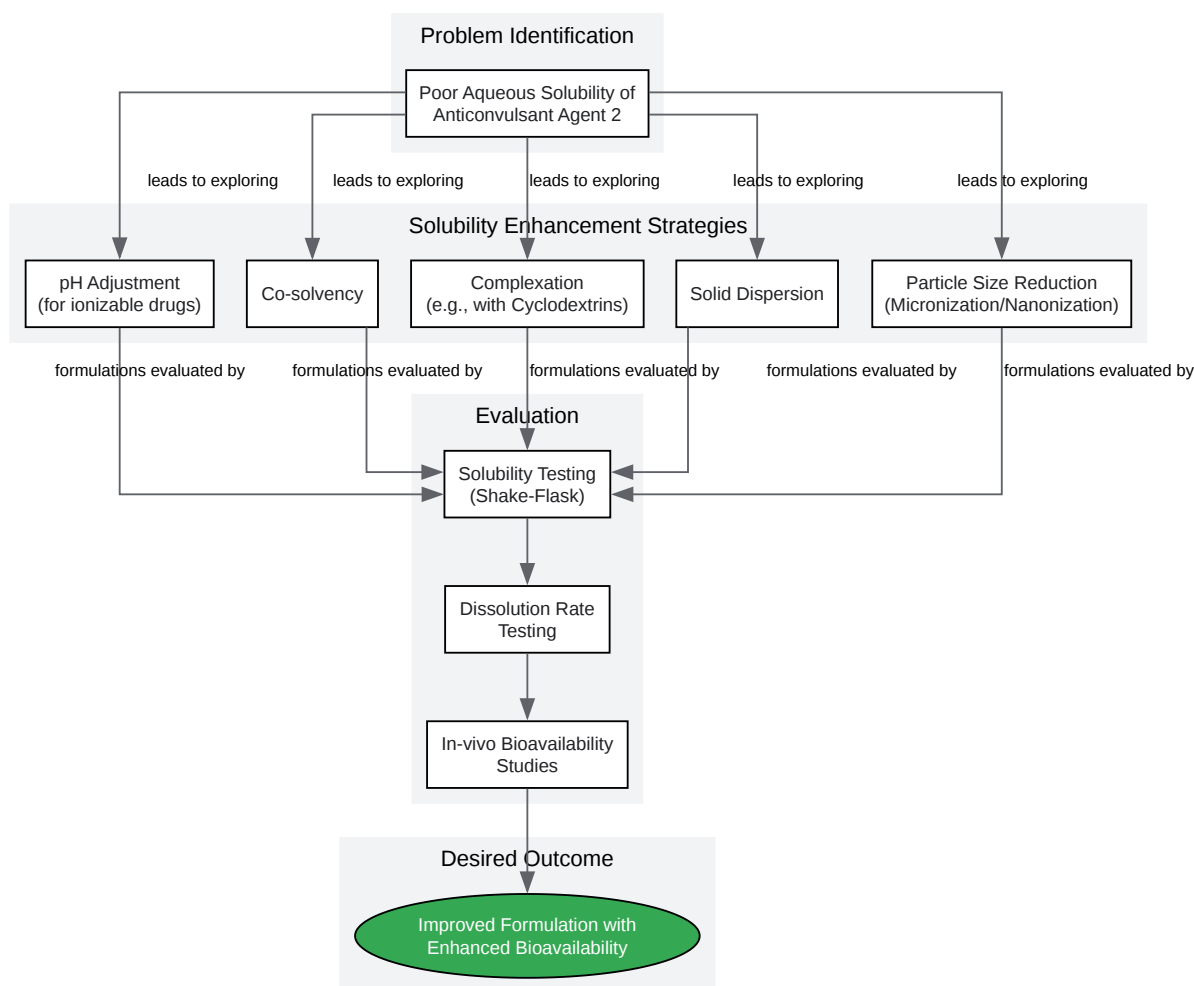 Problem Identification
Poor Aqueous Solubility of
Anticonvulsant Agent 2
leads to exploring
leads to exploring
leads to exploring
leads to exploring
leads to exploring
Solubility Enhancement Strategies
pH Adjustment
(for ionizable drugs)
Co-solvency
Complexation
(e.g., with Cyclodextrins)
Solid Dispersion
Particle Size Reduction
(Micronization/Nanonization)
formulations evaluated by
formulations evaluated by
formulations evaluated by
formulations evaluated by
formulations evaluated by
Evaluation
Solubility Testing
(Shake-Flask)
Dissolution Rate
Testing
In-vivo Bioavailability
Studies
Desired Outcome
Improved Formulation with
Enhanced Bioavailability